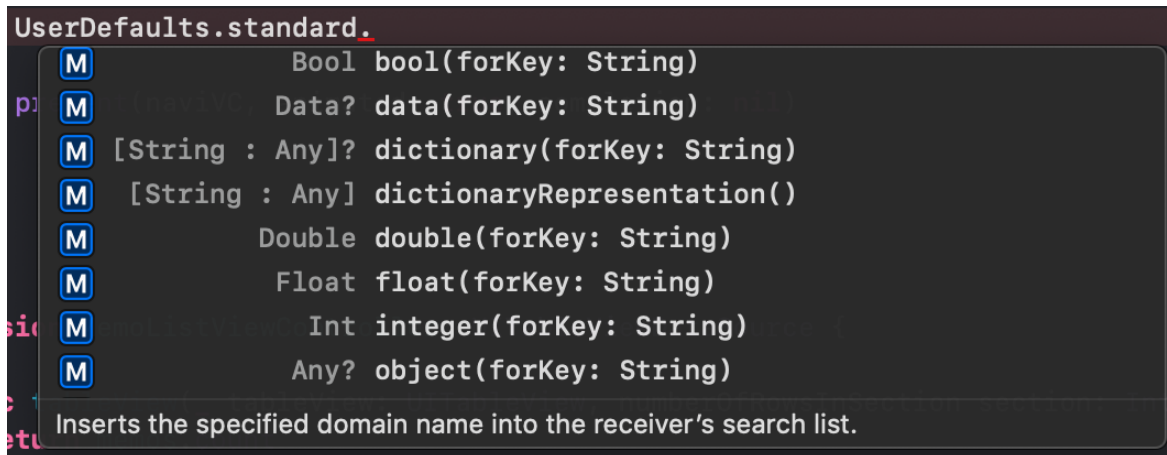 UserDefaults.standard.
M Bool bool(forKey: String)
M Data? data(forKey: String)
M [String : Any]? dictionary(forKey: String)
M [String : Any] dictionaryRepresentation()
M Double double(forKey: String)
M Float float(forKey: String)
M Int integer(forKey: String)
M Any? object(forKey: String)
Inserts the specified domain name into the receiver’s search list.